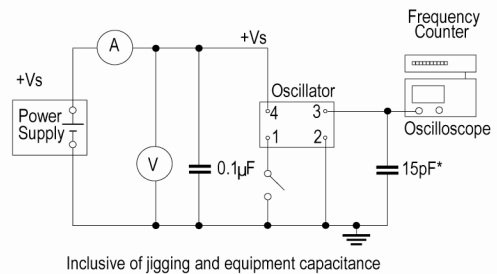 Frequency
Counter
+Vs
A
+Vs
Oscillator
Power
Supply
4
3
1
2
Oscilloscope
V
0.1µF
15pF*
Inclusive of jigging and equipment capacitance